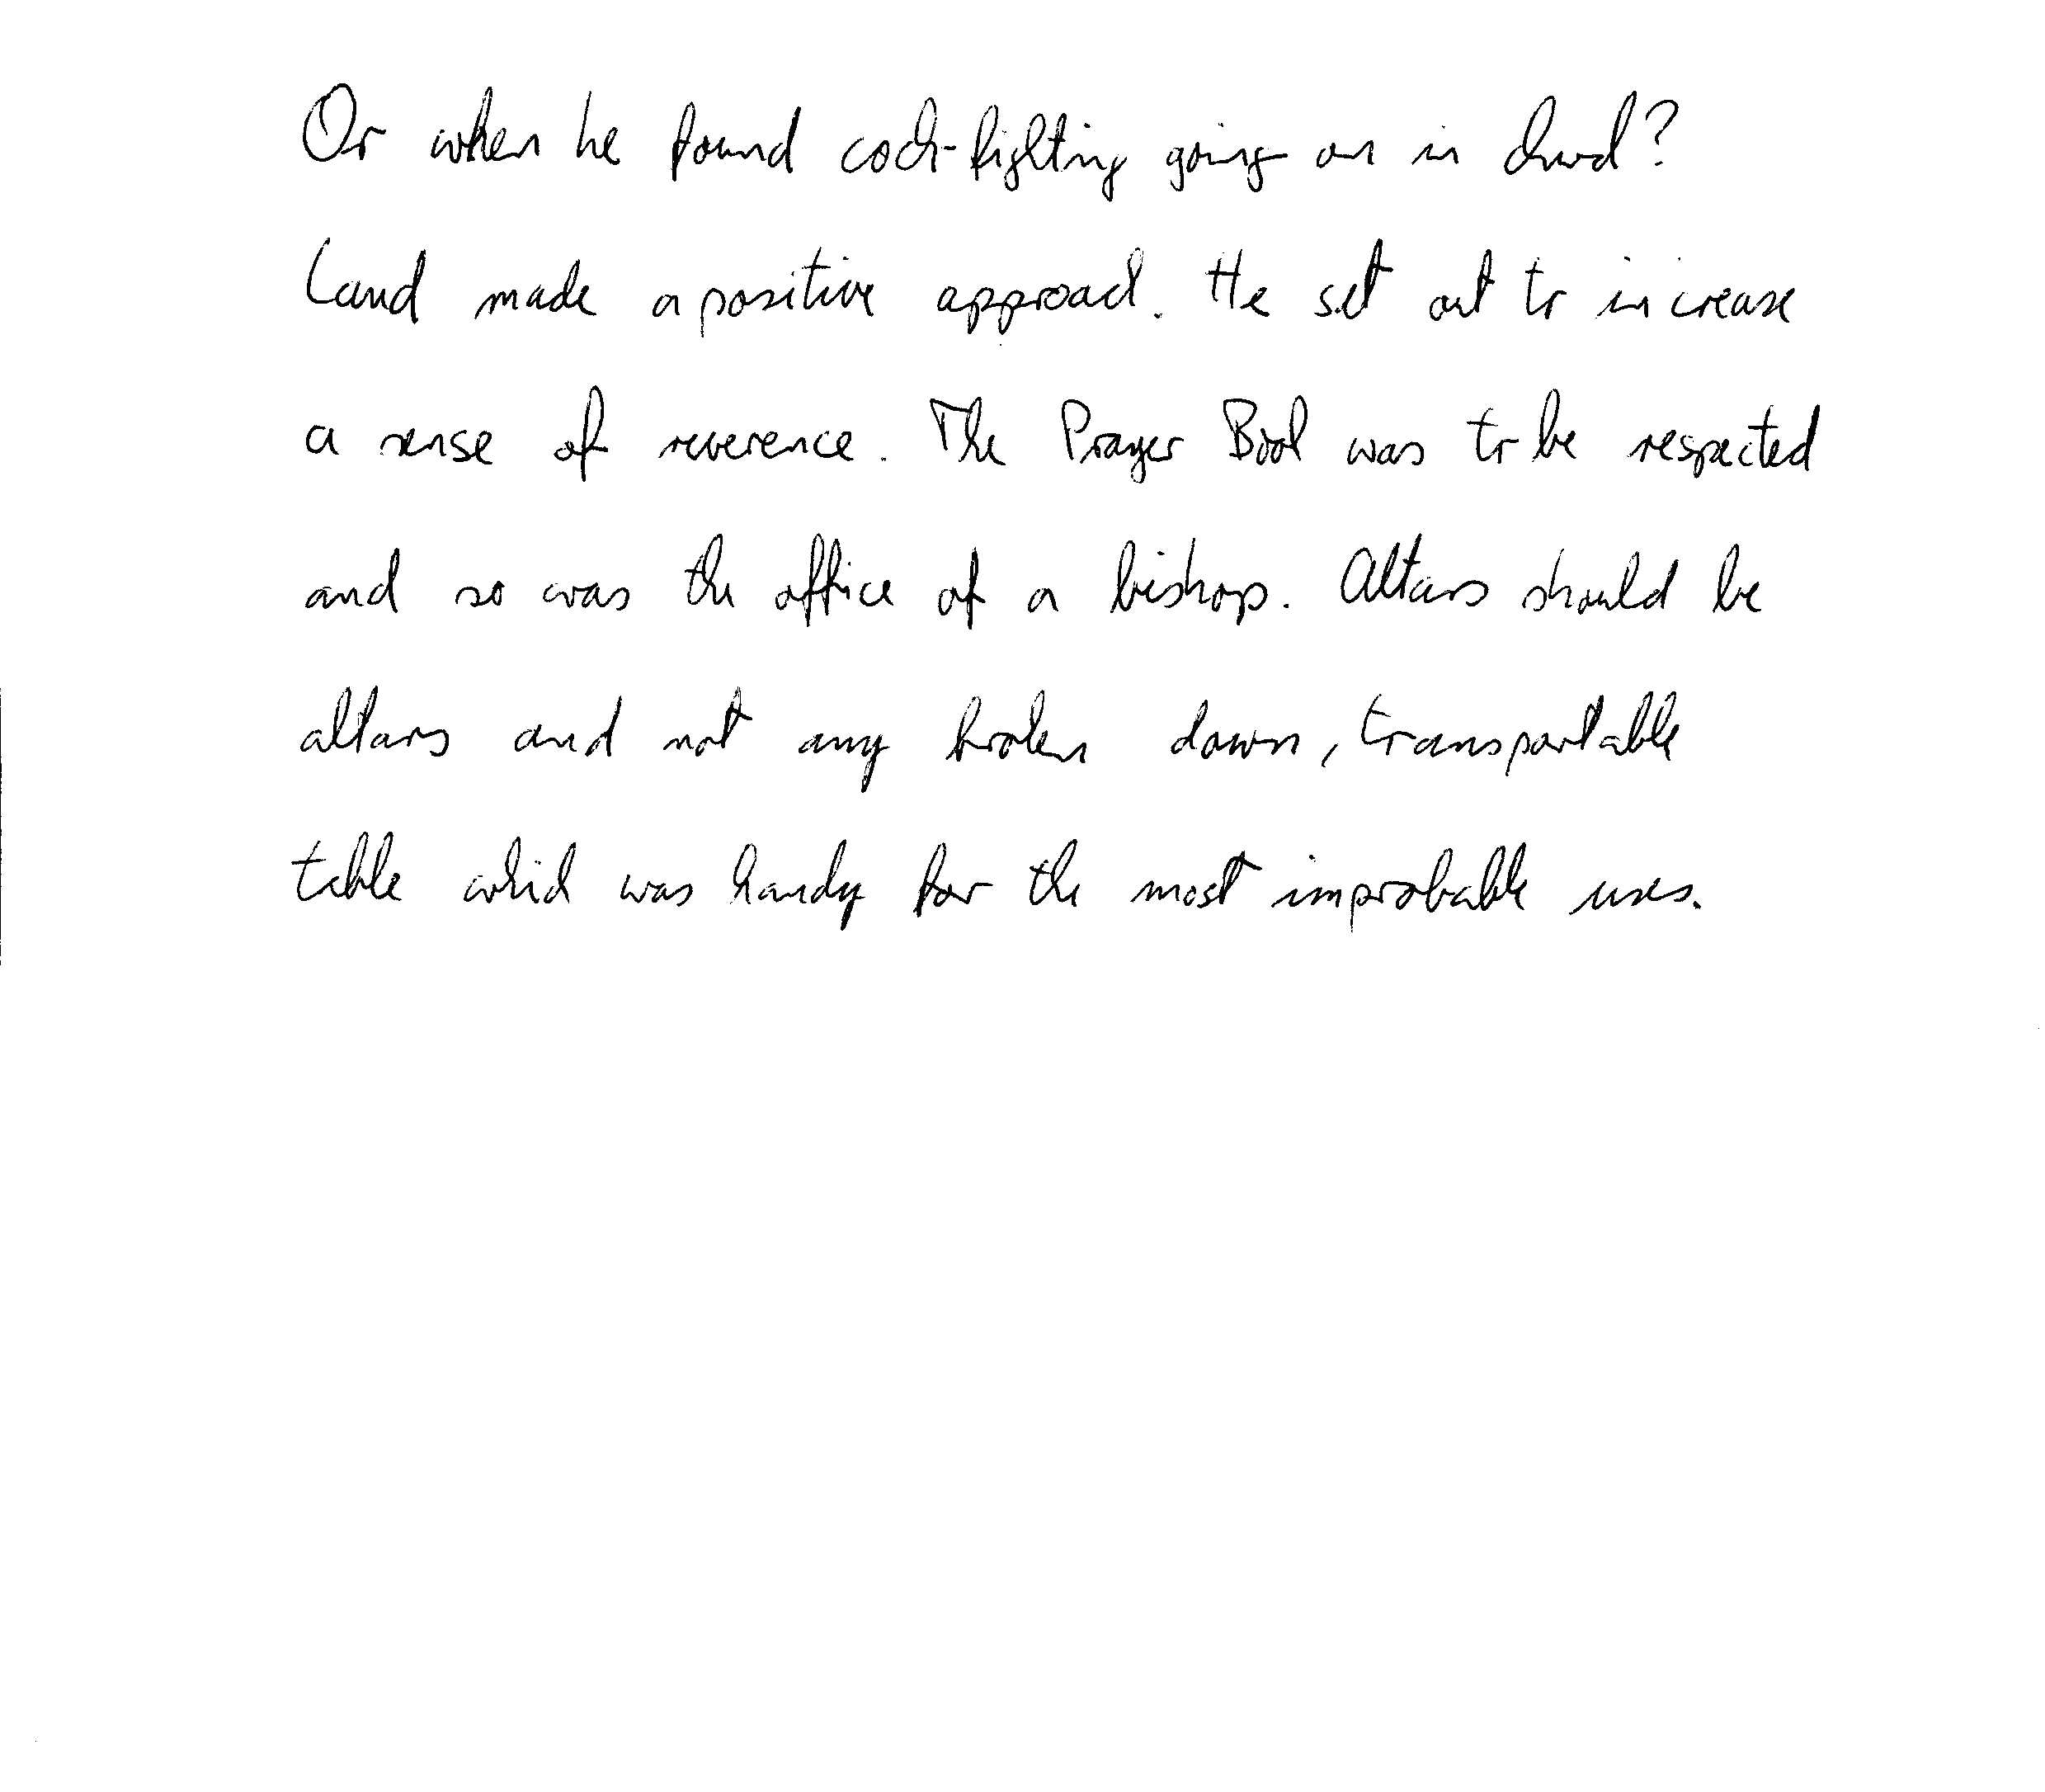 Or when he found cock-fighting going on in church?
Laud made a positive approach. He set out to increase
a sense of reverence. The Prayer Book was to be respected
and so was the office of a bishop. Altars should be
altars and not any broken down, transportable
table which was handy for the most improbable uses.